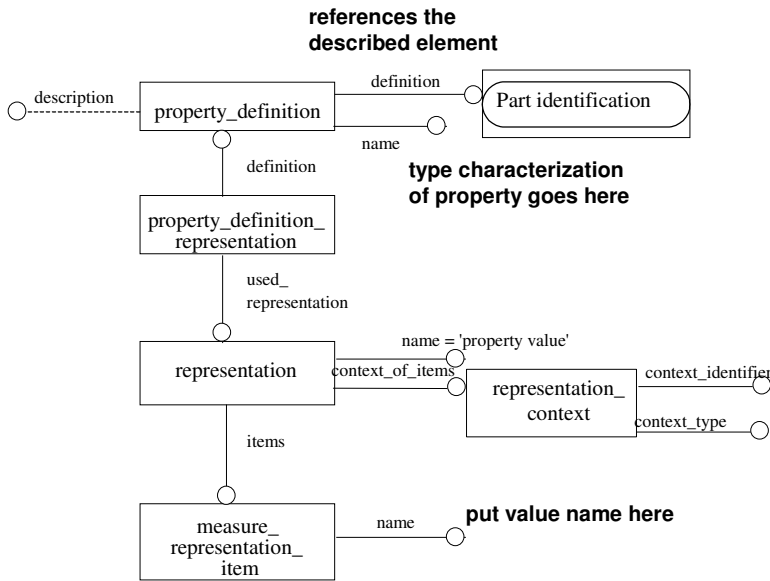 references the
described element
description
property_definition
definition
Part identification
name
type characterization
of property goes here
definition
property_definition_
representation
used_
representation
name = 'property value'
representation
context_of_items
representation_
context
context_identifier
context_type
items
measure_
representation_
item
name
put value name here